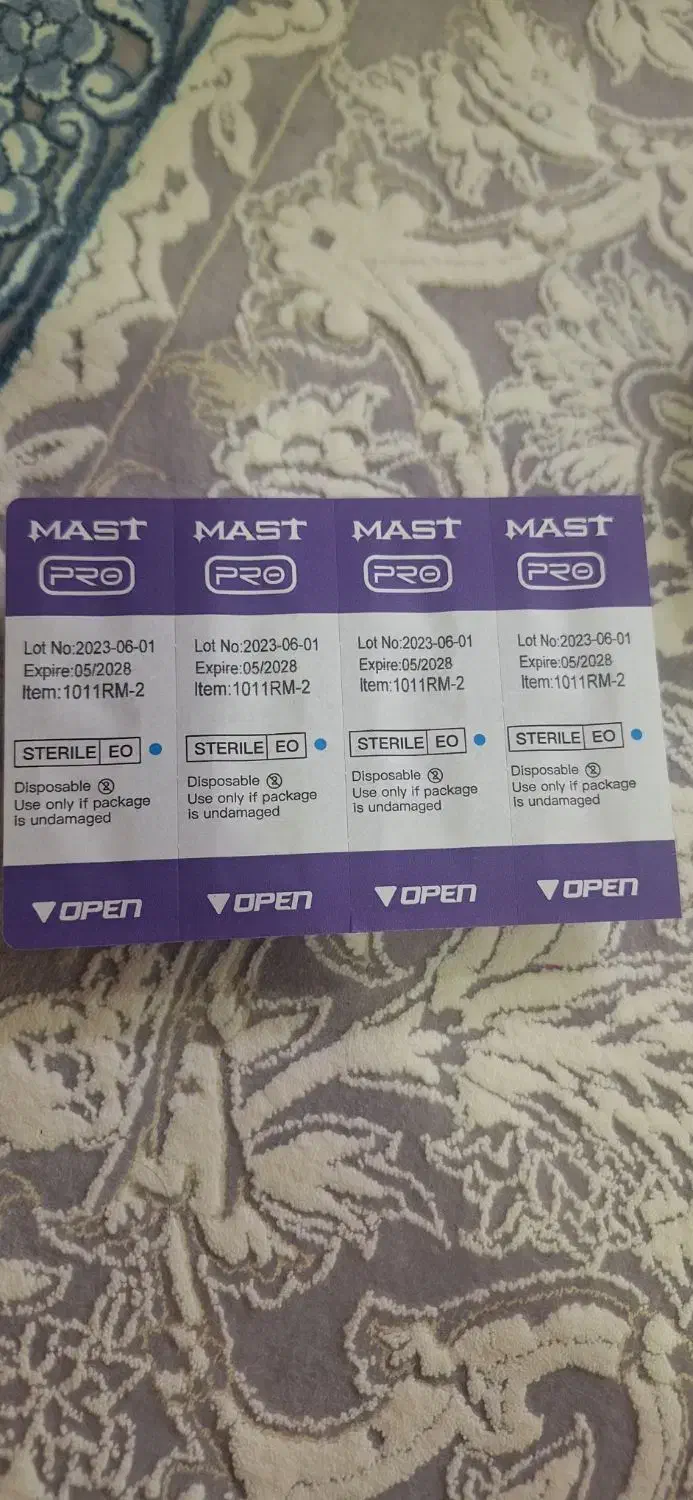 MAST
PRO
Lot No:2023-06-01
Expire:05/2028
Item:1011RM-2
STERILE EO
Disposable
Use only if package
is undamaged
▼OPEN
MAST
PRO
Lot No:2023-06-01
Expire:05/2028
Item:1011RM-2
STERILE EO
Disposable
Use only if package
is undamaged
▼OPEN
MAST
PRO
Lot No:2023-06-01
Expire:05/2028
Item:1011RM-2
STERILE EO
Disposable
Use only if package
is undamaged
▼OPEN
MAST
PRO
Lot No:2023-06-01
Expire:05/2028
Item:1011RM-2
STERILE EO
Disposable
Use only if package
is undamaged
▼OPEN